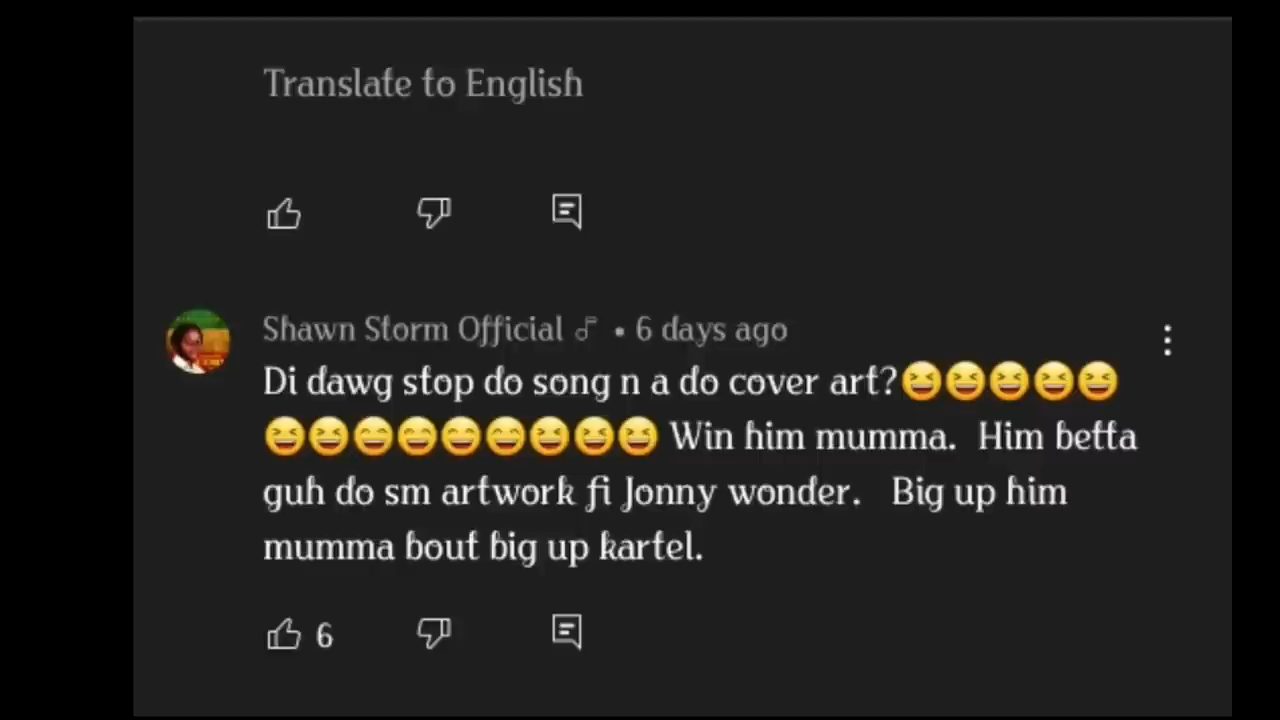 Translate to English
Shawn Storm Official ♪ • 6 days ago
Di dawg stop do song n a do cover art?😆😆😆😆😆
😆😆😄😄😄😄😆😆😆 Win him mumma. Him betta
guh do sm artwork fi Jonny wonder. Big up him
mumma bout big up kartel.
6